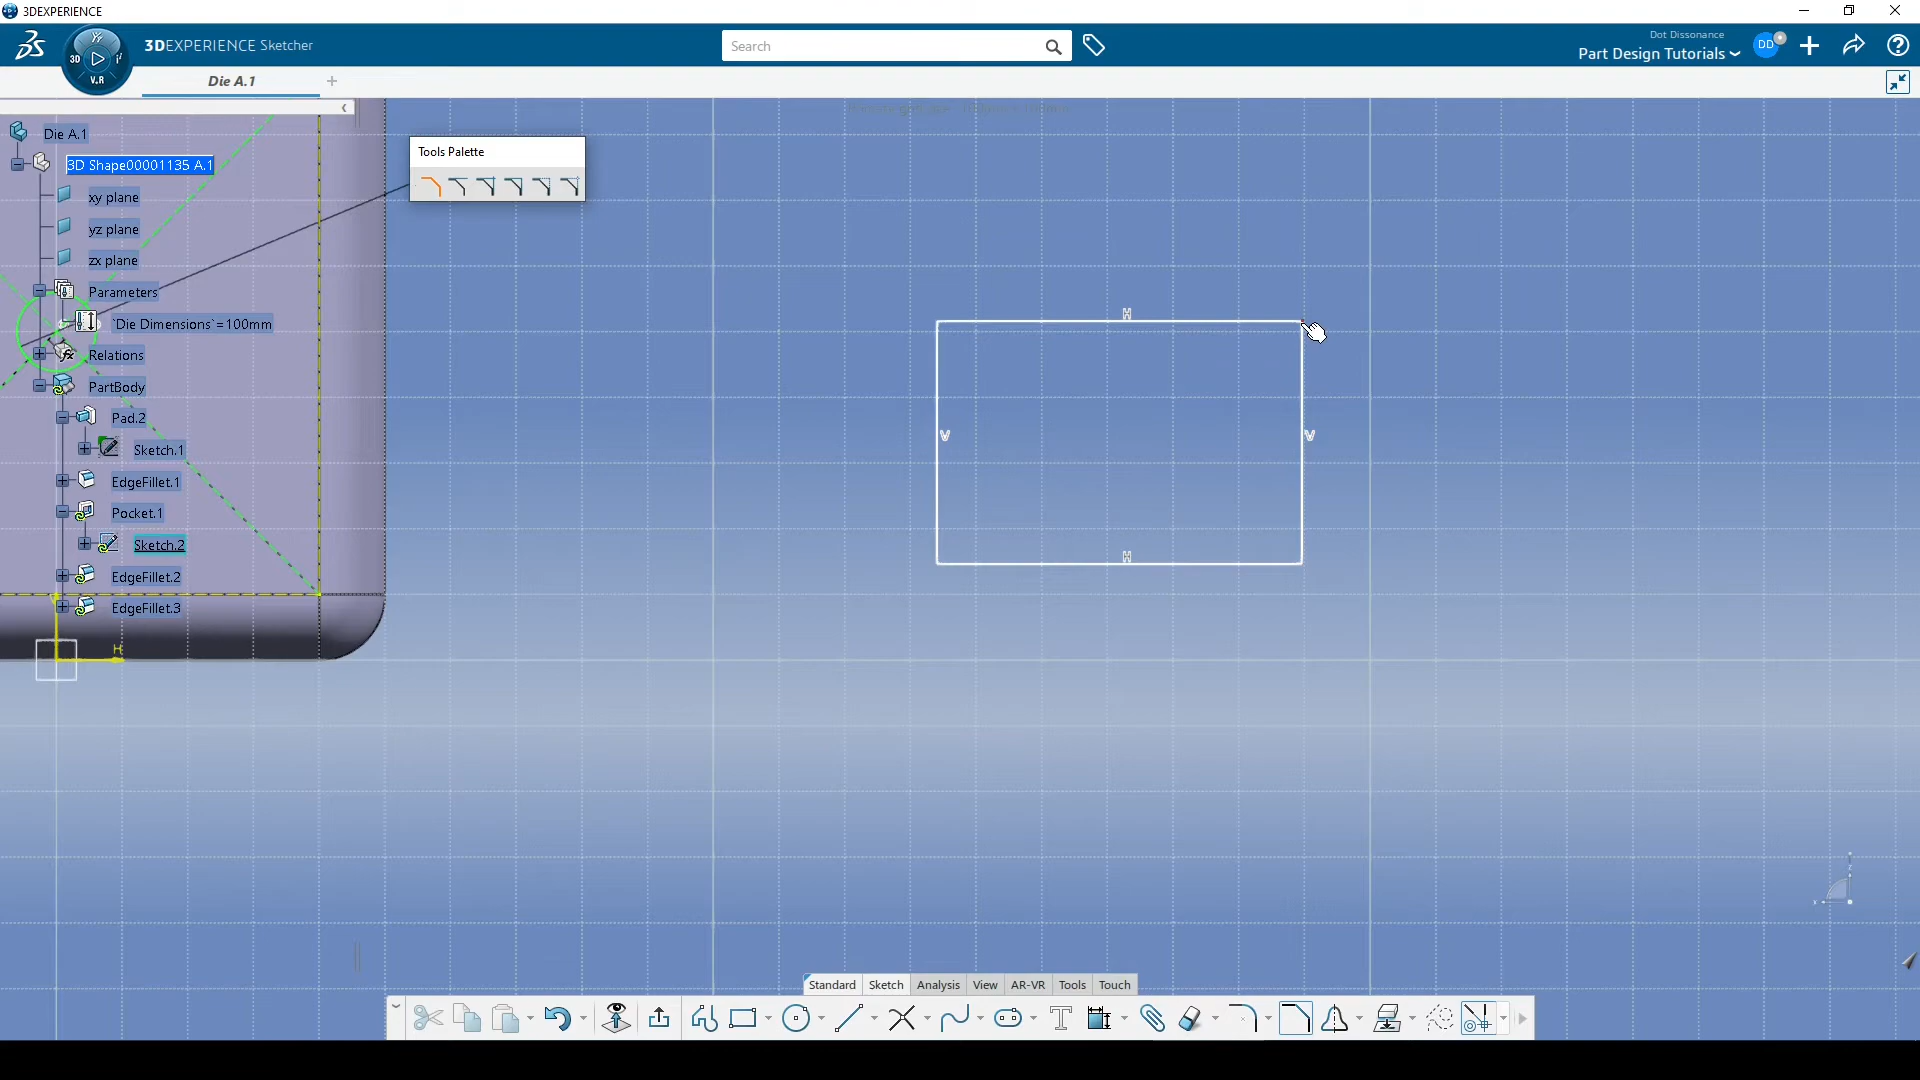 3DEXPERIENCE
3DEXPERIENCE Sketcher
3D
V.R
Search
Dot Dissonance
Part Design Tutorials
DD
Die A.1
Tools Palette
Die A.1
3D Shape00001135 A.1
xy plane
yz plane
zx plane
Parameters
`Die Dimensions`=100mm
Relations
PartBody
Pad.2
Sketch.1
EdgeFillet.1
Pocket.1
Sketch.2
EdgeFillet.2
EdgeFillet.3
H
H
V
V
H
Standard
Sketch
Analysis
View
AR-VR
Tools
Touch